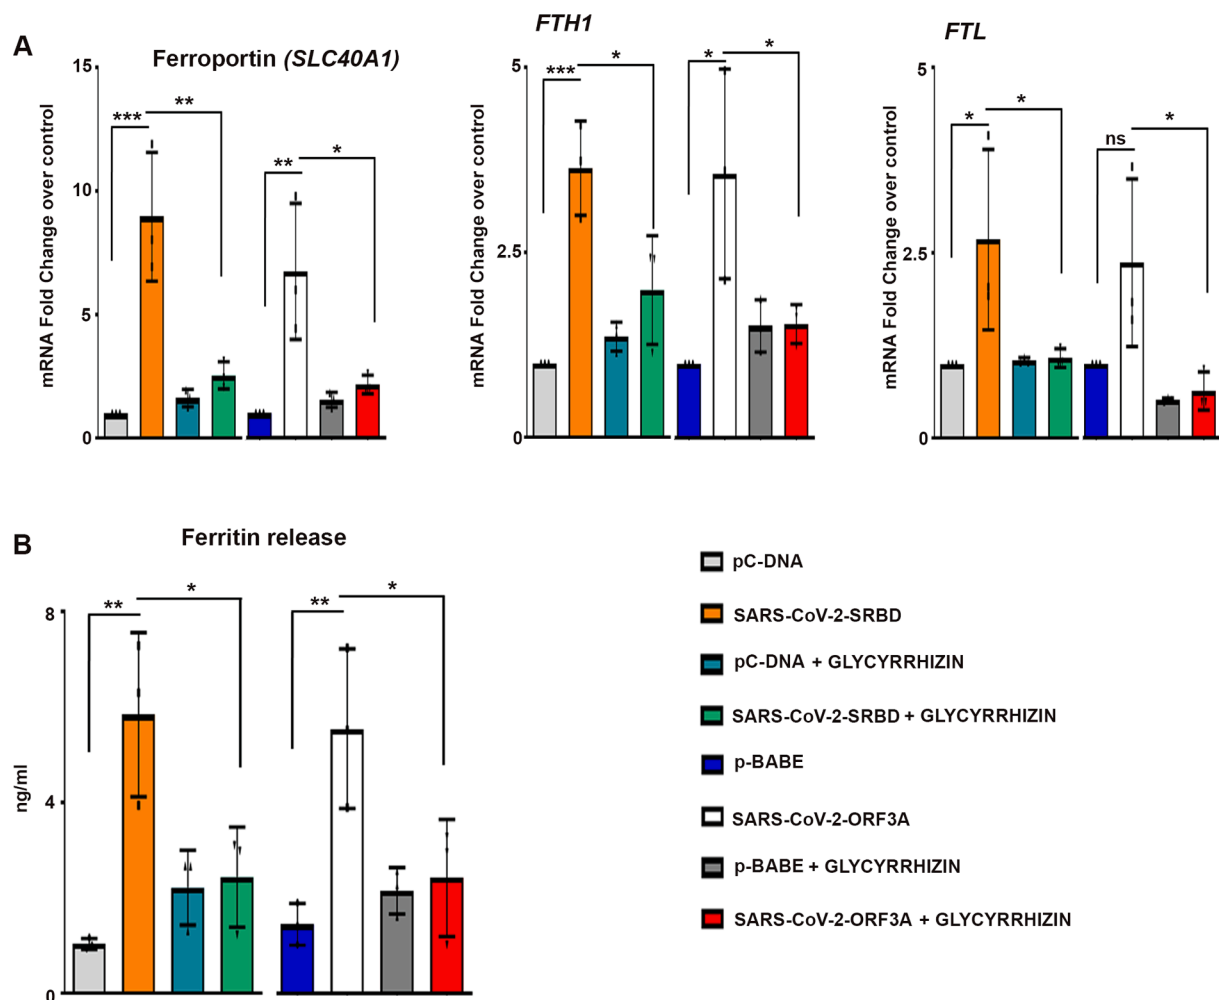 A
Ferroportin (SLC40A1)
mRNA Fold Change over control
15
10
5
0
***
**
**
*
FTH1
mRNA Fold Change over control
5
2.5
0
***
*
*
*
FTL
mRNA Fold Change over control
5
2.5
0
*
*
ns
*
B
Ferritin release
ng/ml
8
4
0
**
*
**
*
pC-DNA
SARS-CoV-2-SRBD
pC-DNA + GLYCYRRHIZIN
SARS-CoV-2-SRBD + GLYCYRRHIZIN
p-BABE
SARS-CoV-2-ORF3A
p-BABE + GLYCYRRHIZIN
SARS-CoV-2-ORF3A + GLYCYRRHIZIN